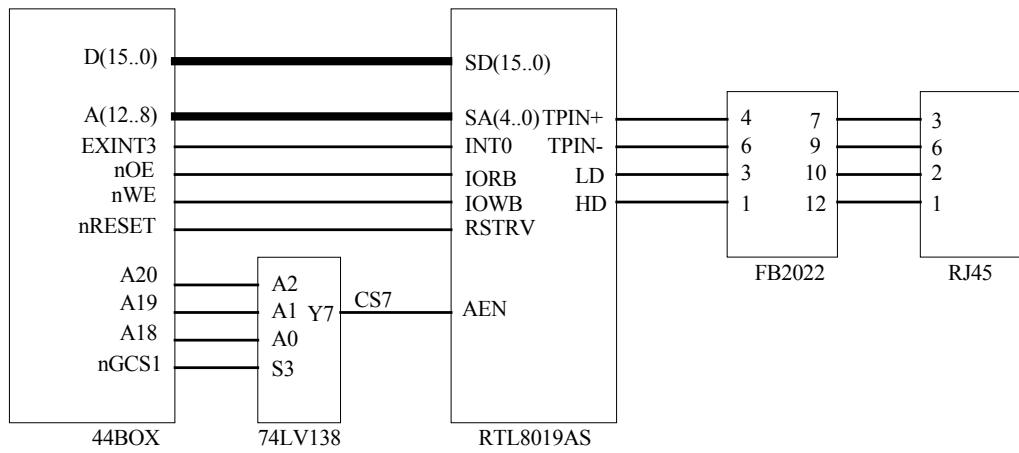 D(15..0) SD(15..0)
A(12..8) SA(4..0) TPIN+ 4 7 3
EXINT3 INT0 TPIN- 6 9 6
nOE IORB LD 3 10 2
nWE IOWB HD 1 12 1
nRESET RSTRV
FB2022 RJ45
A20 A2
A19 A1 Y7 CS7 AEN
A18 A0
nGCS1 S3
44BOX 74LV138 RTL8019AS